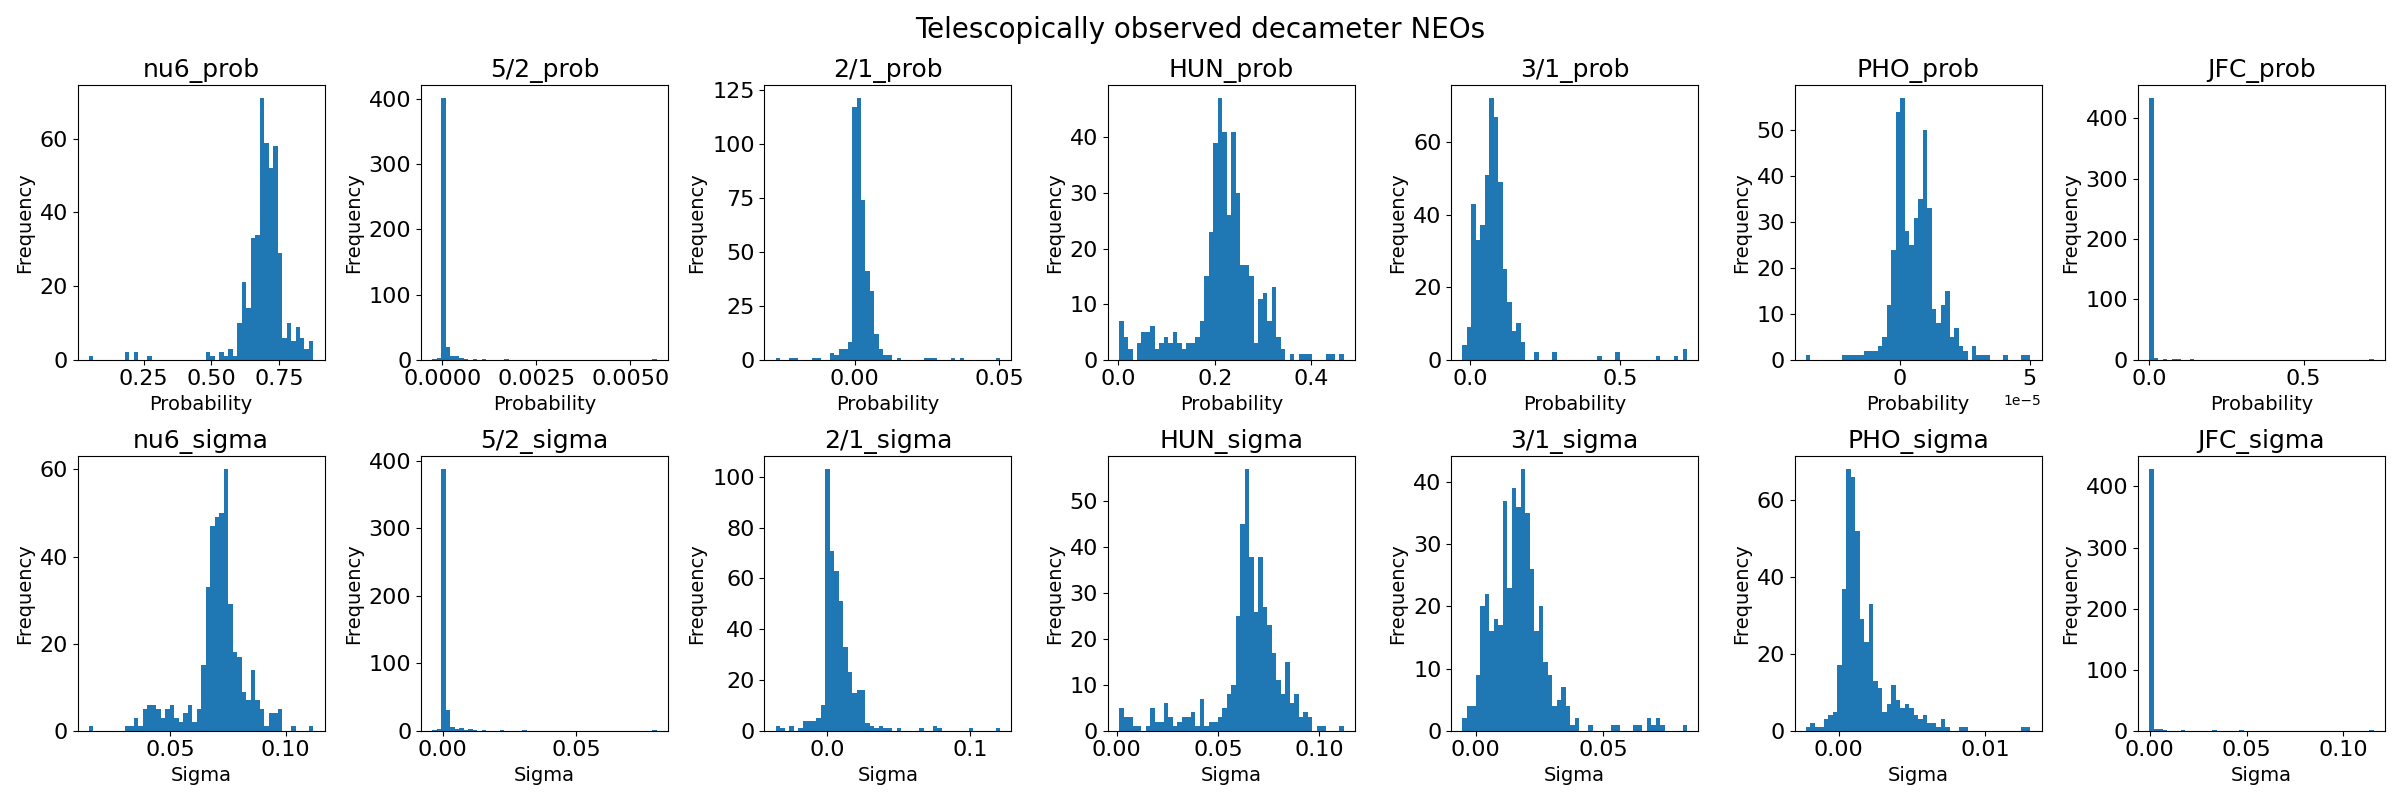 Telescopically observed decameter NEOs
nu6_prob 5/2_prob 2/1_prob HUN_prob 3/1_prob PHO_prob JFC_prob
Frequency Frequency Frequency Frequency Frequency Frequency Frequency
60 40 20 0
400 300 200 100 0
125 100 75 50 25 0
40 30 20 10 0
60 40 20 0
50 40 30 20 10 0
400 300 200 100 0
0.25 0.50 0.75 0.0000 0.0025 0.0050 0.00 0.05 0.0 0.2 0.4 0.0 0.5 0 5 0.0 0.5
1e−5
Probability Probability Probability Probability Probability Probability Probability
nu6_sigma 5/2_sigma 2/1_sigma HUN_sigma 3/1_sigma PHO_sigma JFC_sigma
Frequency Frequency Frequency Frequency Frequency Frequency Frequency
60 40 20 0
400 300 200 100 0
100 80 60 40 20 0
50 40 30 20 10 0
40 30 20 10 0
60 40 20 0
400 300 200 100 0
0.05 0.10 0.00 0.05 0.0 0.1 0.00 0.05 0.10 0.00 0.05 0.00 0.01 0.00 0.05 0.10
Sigma Sigma Sigma Sigma Sigma Sigma Sigma